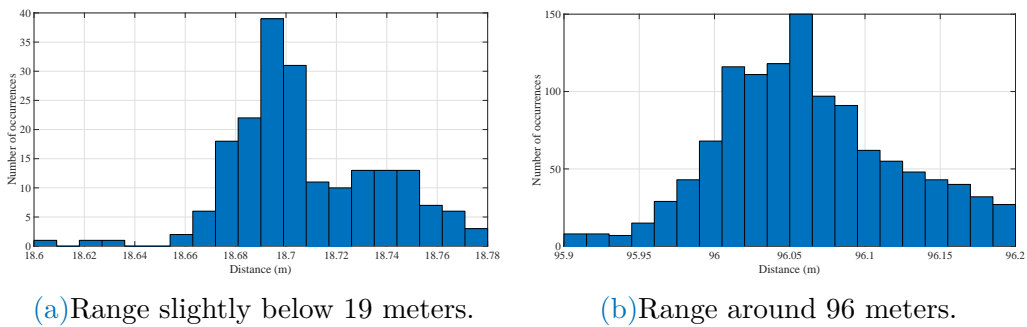 40
35
30
25
20
15
10
5
0
Number of occurrences
18.6 18.62 18.64 18.66 18.68 18.7 18.72 18.74 18.76 18.78
Distance (m)
(a)Range slightly below 19 meters.
150
100
50
0
Number of occurrences
95.9 95.95 96 96.05 96.1 96.15 96.2
Distance (m)
(b)Range around 96 meters.